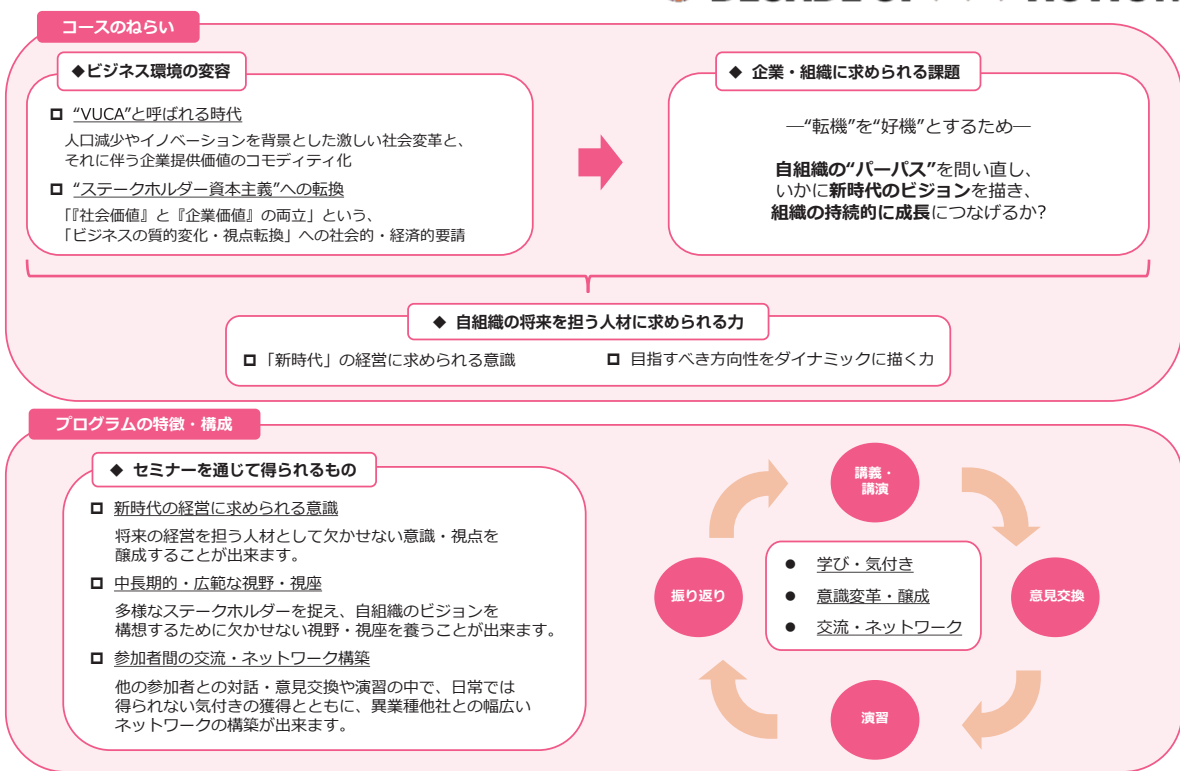 コースのねらい
◆ビジネス環境の変容
“VUCA”と呼ばれる時代
人口減少やイノベーションを背景とした激しい社会変革と、
それに伴う企業提供価値のコモディティ化
“ステークホルダー資本主義”への転換
「『社会価値』と『企業価値』の両立」という、
「ビジネスの質的変化・視点転換」への社会的・経済的要請
◆ 企業・組織に求められる課題
―“転機”を“好機”とするため―
自組織の“パーパス”を問い直し、
いかに新時代のビジョンを描き、
組織の持続的に成長につなげるか?
◆ 自組織の将来を担う人材に求められる力
「新時代」の経営に求められる意識
目指すべき方向性をダイナミックに描く力
プログラムの特徴・構成
◆ セミナーを通じて得られるもの
新時代の経営に求められる意識
将来の経営を担う人材として欠かせない意識・視点を
醸成することが出来ます。
中長期的・広範な視野・視座
多様なステークホルダーを捉え、自組織のビジョンを
構想するために欠かせない視野・視座を養うことが出来ます。
参加者間の交流・ネットワーク構築
他の参加者との対話・意見交換や演習の中で、日常では
得られない気付きの獲得とともに、異業種他社との幅広い
ネットワークの構築が出来ます。
講義・
講演
意見交換
演習
振り返り
● 学び・気付き
● 意識変革・醸成
● 交流・ネットワーク